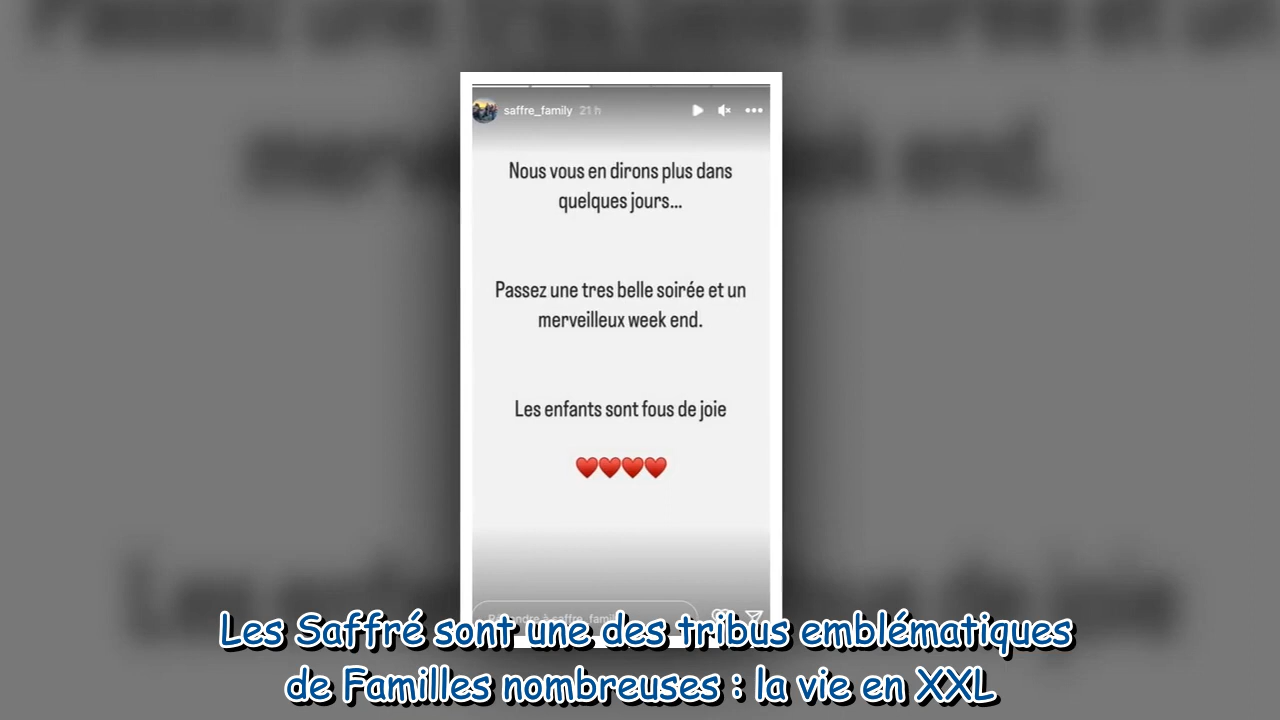 saffre_family 21 h
Nous vous en dirons plus dans
quelques jours...
Passez une tres belle soirée et un
merveilleux week end.
Les enfants sont fous de joie
❤️❤️❤️❤️
Les Saffré sont une des tribus emblématiques
de Familles nombreuses : la vie en XXL